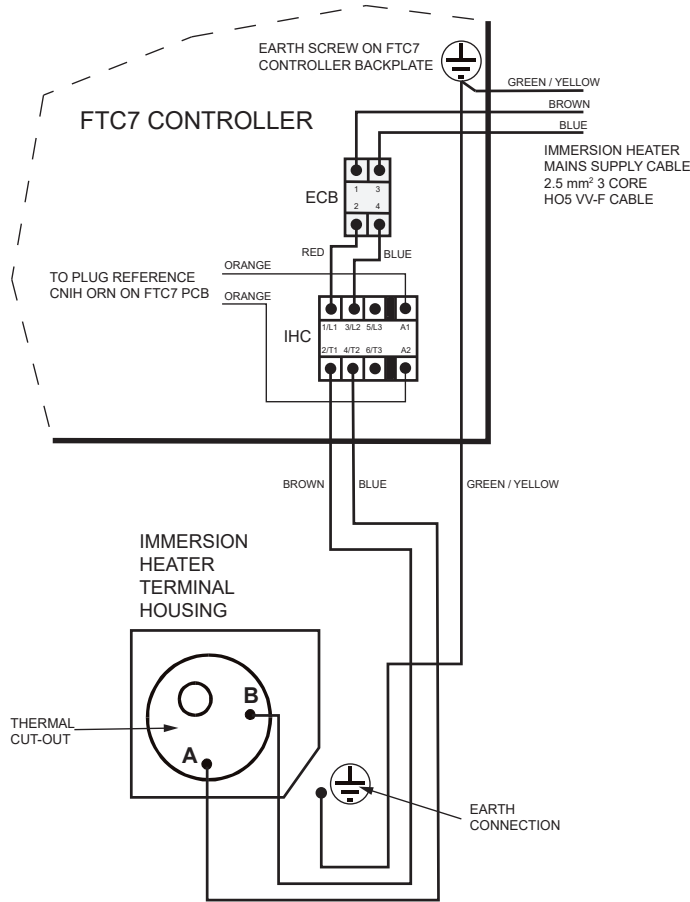 EARTH SCREW ON FTC7
CONTROLLER BACKPLATE
GREEN / YELLOW
BROWN
FTC7 CONTROLLER
BLUE
IMMERSION HEATER
MAINS SUPPLY CABLE
2.5 mm² 3 CORE
HO5 VV-F CABLE
1 3
ECB
2 4
RED
BLUE
ORANGE
TO PLUG REFERENCE
CNIH ORN ON FTC7 PCB
ORANGE
1/L1 3/L2 5/L3 A1
IHC
2/T1 4/T2 6/T3 A2
BROWN
BLUE
GREEN / YELLOW
IMMERSION
HEATER
TERMINAL
HOUSING
B
THERMAL
CUT-OUT
A
EARTH
CONNECTION